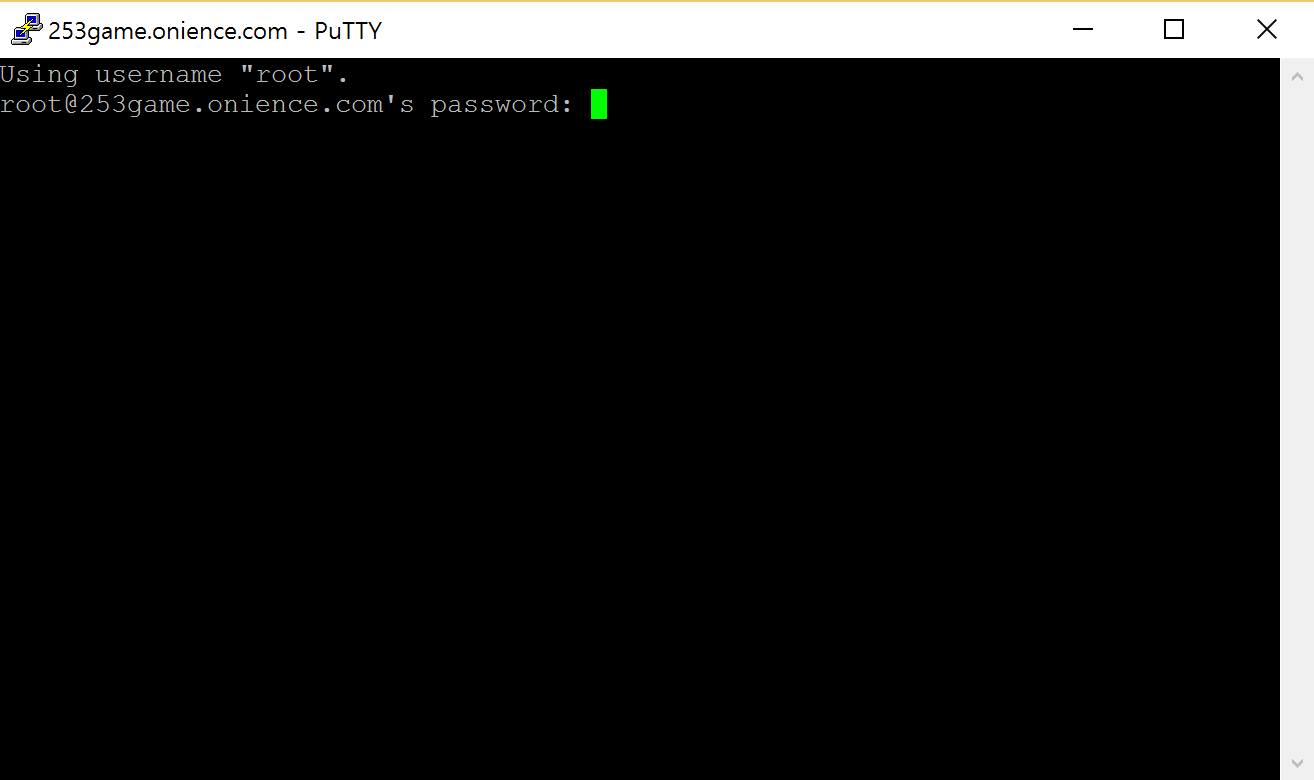 253game.onience.com - PuTTY
Using username "root".
root@253game.onience.com's password: